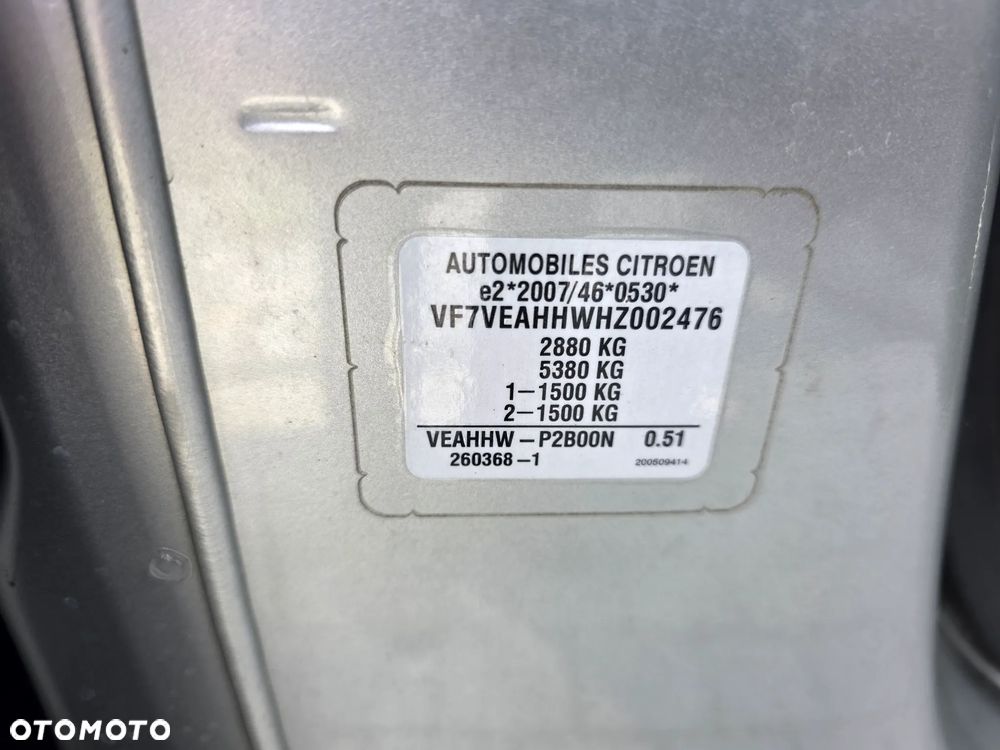 AUTOMOBILES CITROEN
e2*2007/46*0530*
VF7VEAHHWHZ002476
2880 KG
5380 KG
1–1500 KG
2–1500 KG
VEAHHW – P2B00N 0.51
260368 –1 200509414
OTOMOTO